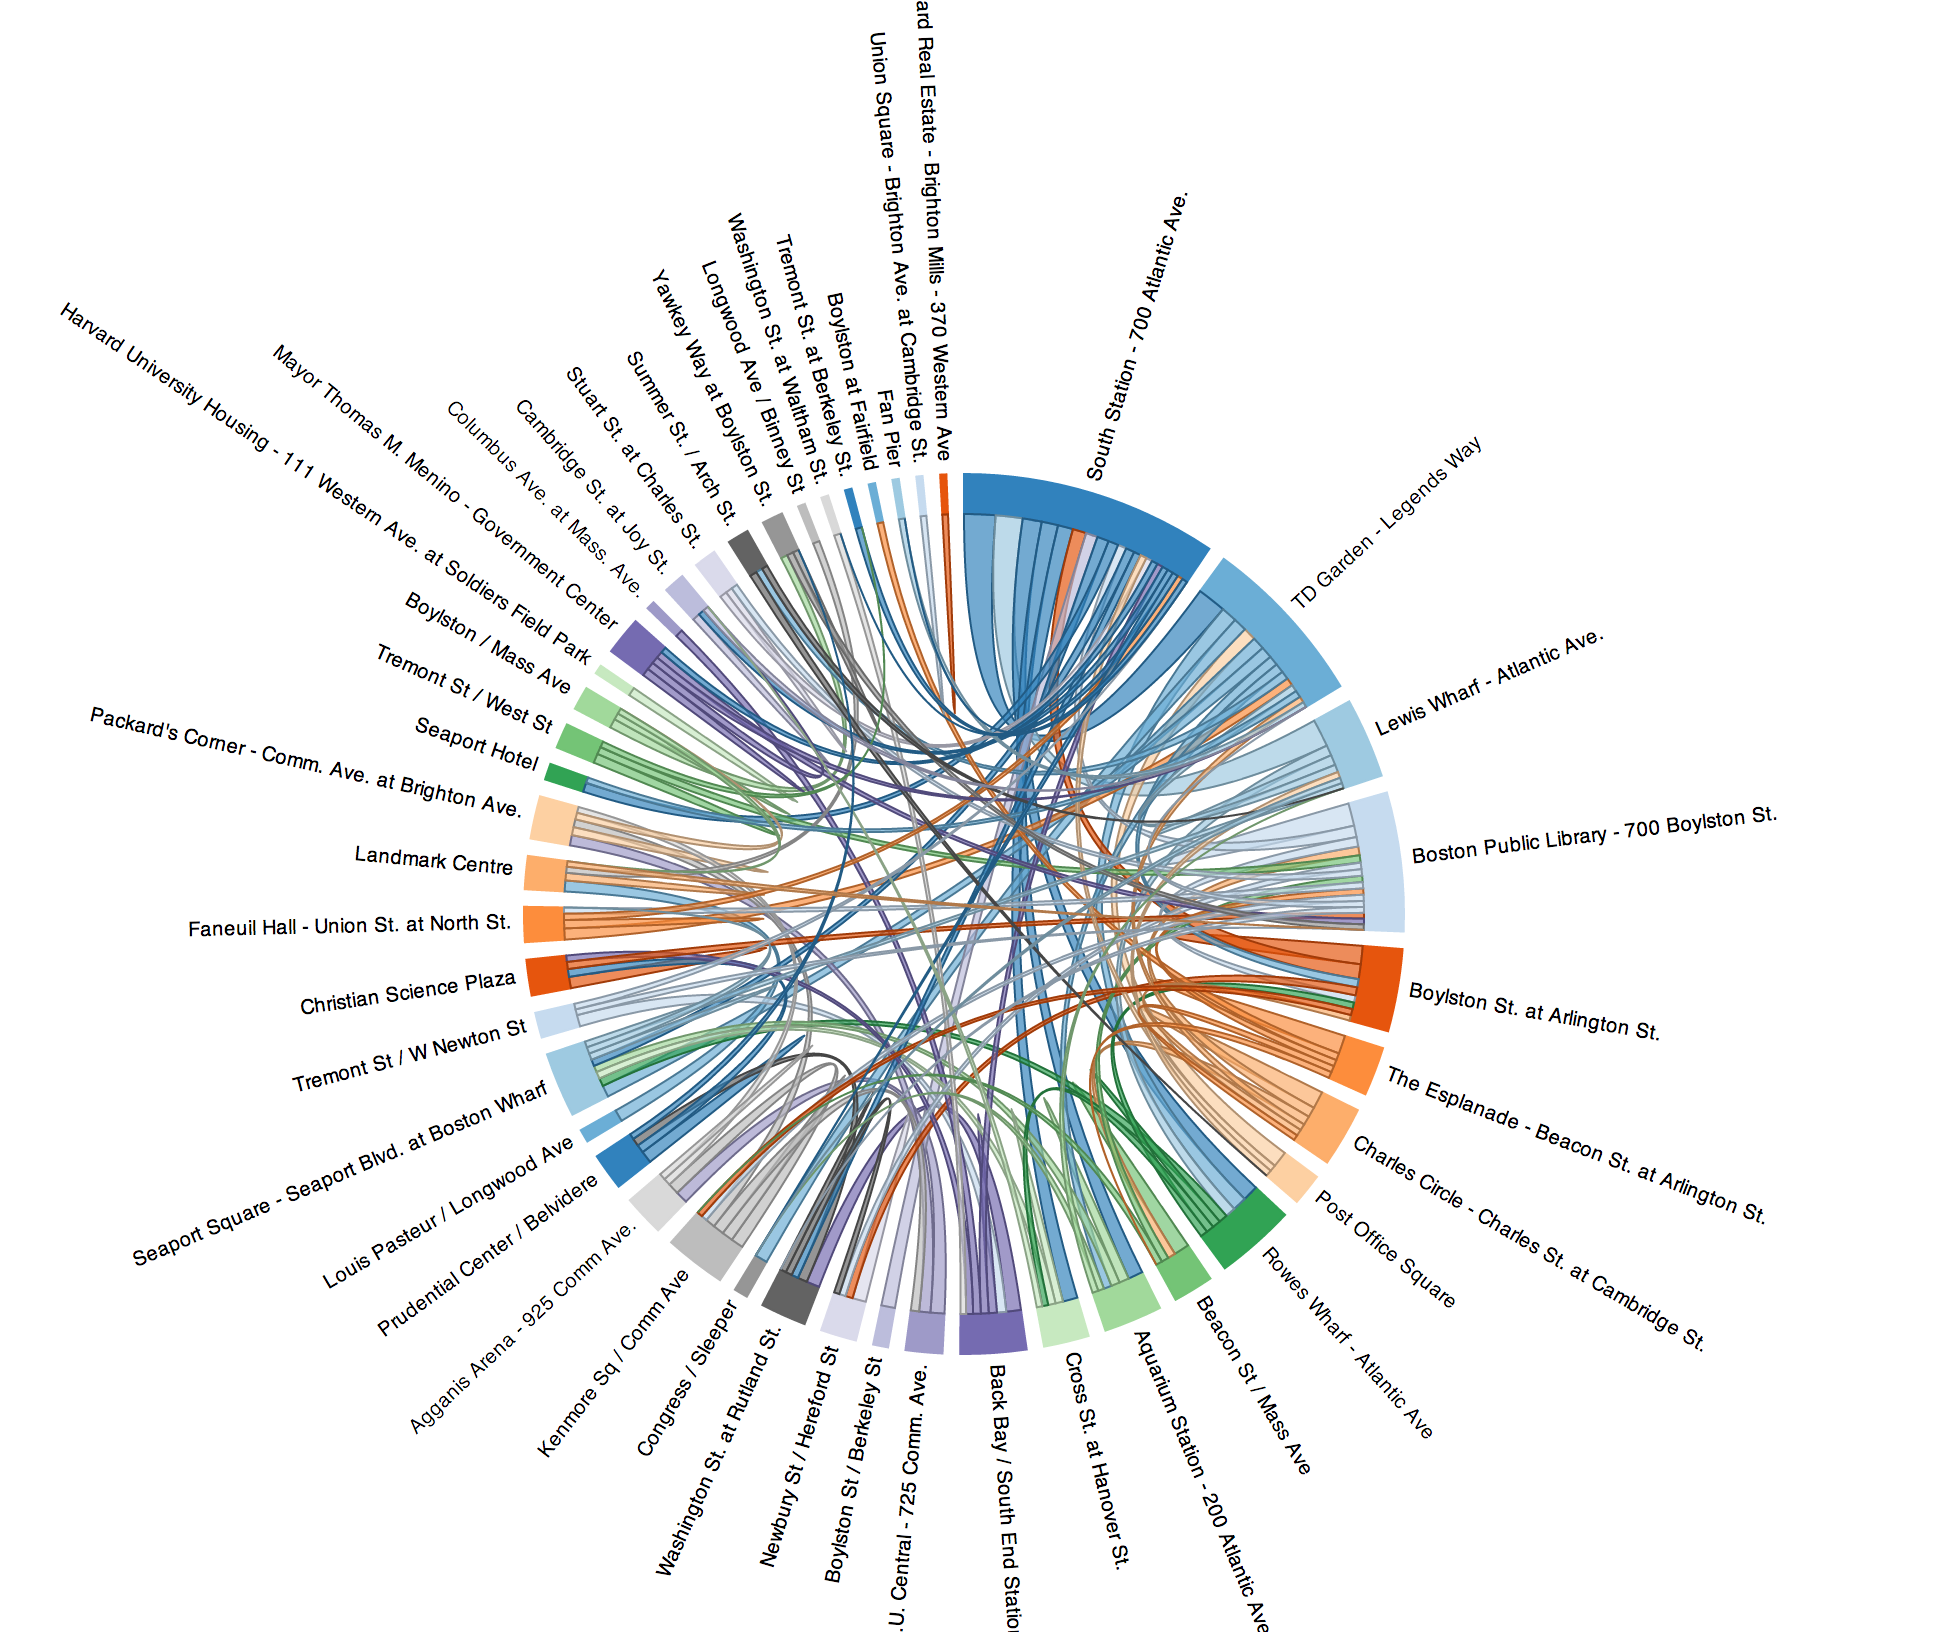 South Station - 700 Atlantic Ave.
TD Garden - Legends Way
Lewis Wharf - Atlantic Ave.
Boston Public Library - 700 Boylston St.
Boylston St. at Arlington St.
The Esplanade - Beacon St. at Arlington St.
Charles Circle - Charles St. at Cambridge St.
Post Office Square
Rowes Wharf - Atlantic Ave
Beacon St / Mass Ave
Aquarium Station - 200 Atlantic Ave
Cross St. at Hanover St.
Back Bay / South End Station
.U. Central - 725 Comm. Ave.
Boylston St / Berkeley St
Newbury St / Hereford St
Washington St. at Rutland St.
Congress / Sleeper
Kenmore Sq / Comm Ave
Agganis Arena - 925 Comm Ave.
Prudential Center / Belvidere
Louis Pasteur / Longwood Ave
Seaport Square - Seaport Blvd. at Boston Wharf
Tremont St / W Newton St
Christian Science Plaza
Faneuil Hall - Union St. at North St.
Landmark Centre
Packard's Corner - Comm. Ave. at Brighton Ave.
Seaport Hotel
Tremont St / West St
Boylston / Mass Ave
Harvard University Housing - 111 Western Ave. at Soldiers Field Park
Mayor Thomas M. Menino - Government Center
Columbus Ave. at Mass. Ave.
Cambridge St. at Joy St.
Stuart St. at Charles St.
Summer St. / Arch St.
Yawkey Way at Boylston St.
Longwood Ave / Binney St
Washington St. at Waltham St.
Tremont St. at Berkeley St.
Boylston at Fairfield
Fan Pier
Union Square - Brighton Ave. at Cambridge St.
ard Real Estate - Brighton Mills - 370 Western Ave